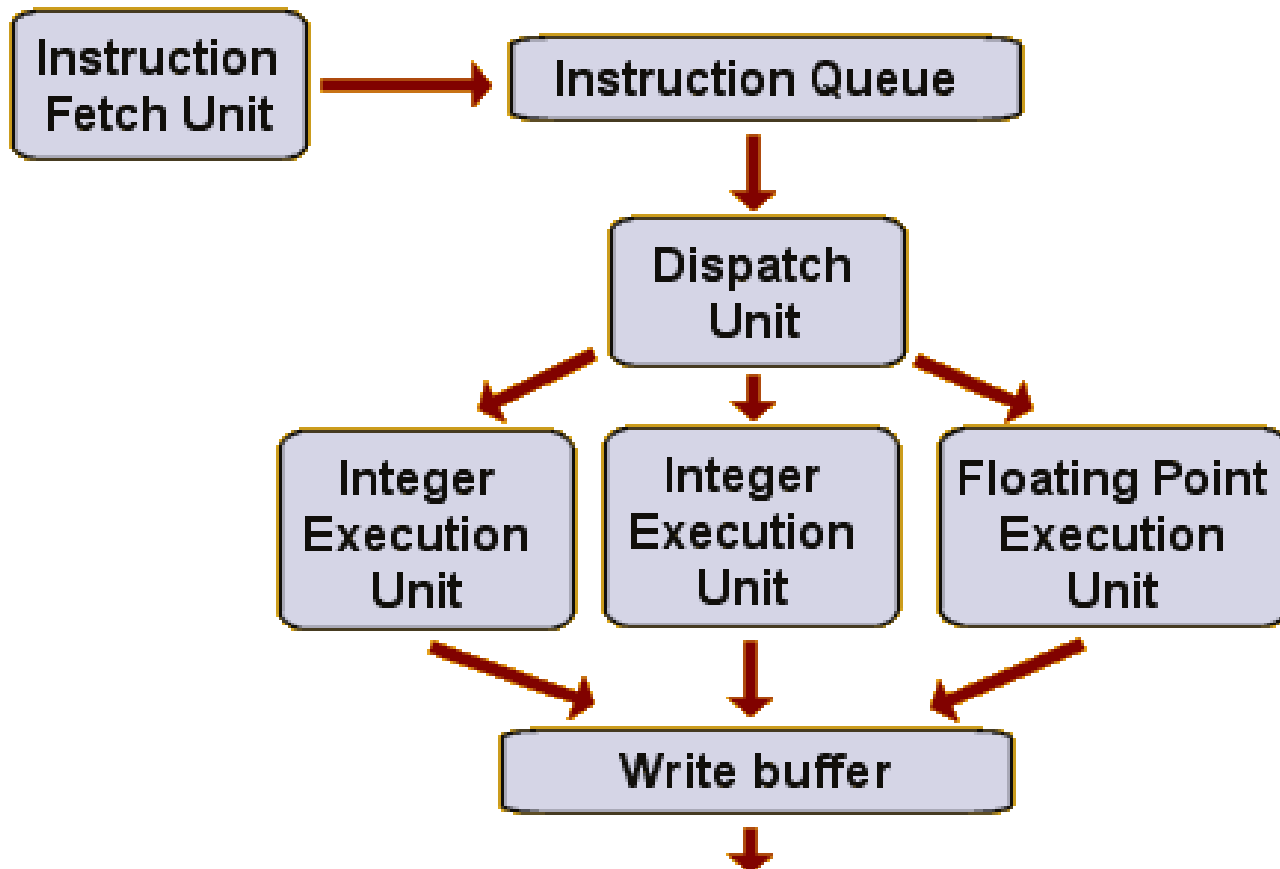 Instruction
Fetch Unit
Instruction Queue
Dispatch
Unit
Integer
Execution
Unit
Integer
Execution
Unit
Floating Point
Execution
Unit
Write buffer